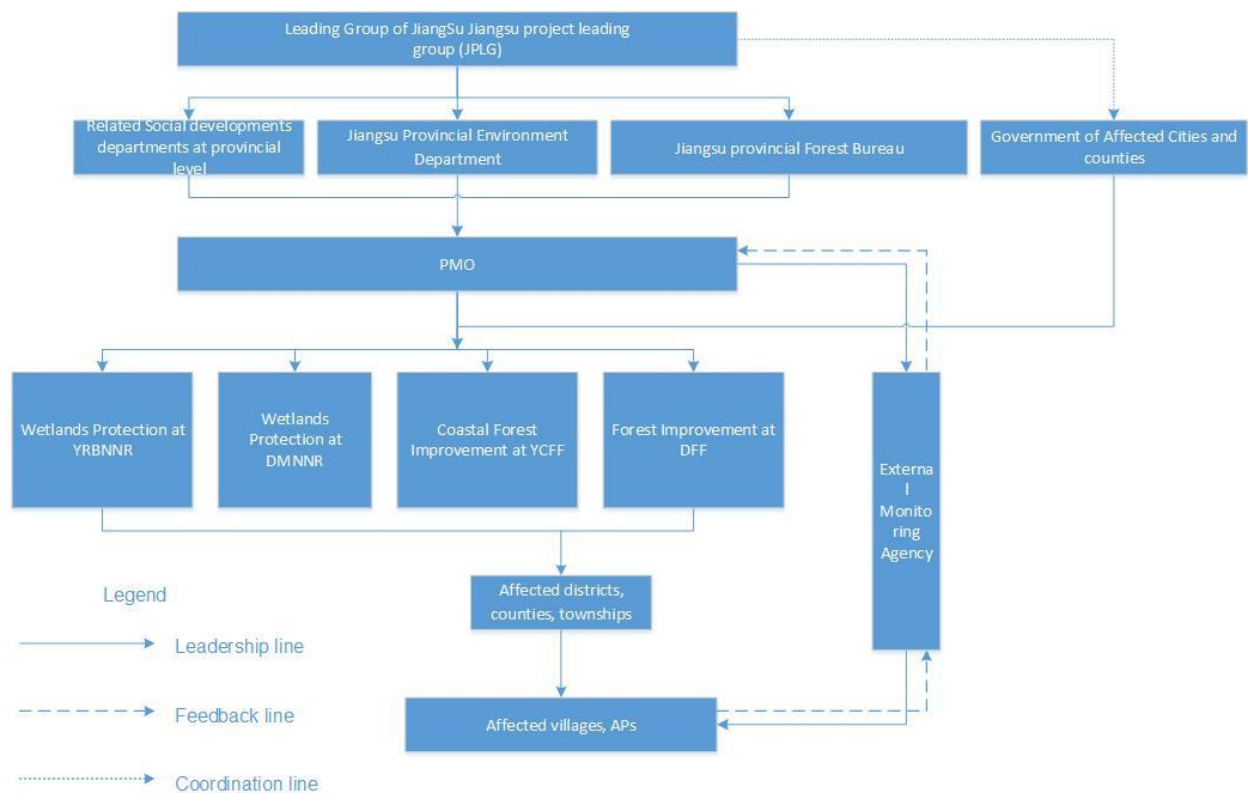 Leading Group of JiangSu Jiangsu project leading
group (JPLG)
Related Social developments
departments at provincial
level
Jiangsu Provincial Environment
Department
Jiangsu provincial Forest Bureau
Government of Affected Cities and
counties
PMO
Wetlands Protection at
YRBNNR
Wetlands
Protection at
DMNNR
Coastal Forest
Improvement at YCFF
Forest Improvement at
DFF
Externa
l
Monito
ring
Agency
Affected districts,
counties, townships
Affected villages, APs
Legend
Leadership line
Feedback line
Coordination line